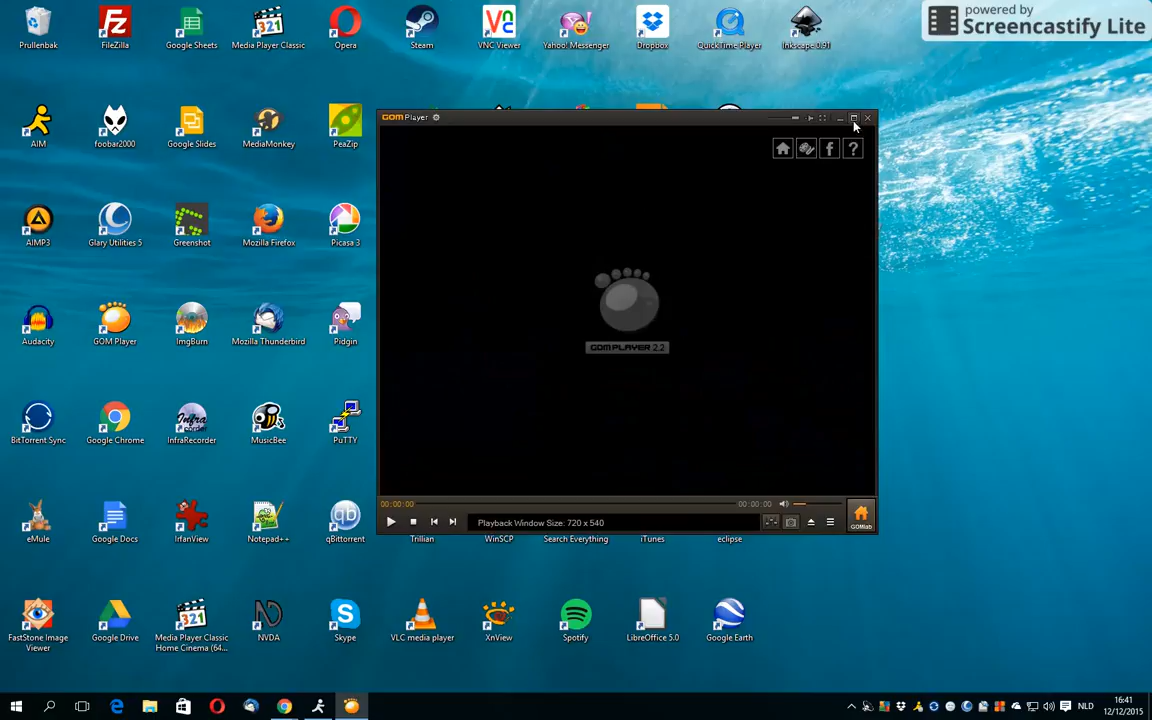 powered by
Screencastify Lite
Prullenbak
FileZilla
Google Sheets
Media Player Classic
Opera
Steam
VNC Viewer
Yahoo! Messenger
Dropbox
QuickTime Player
Inkscape 0.91
AIM
foobar2000
Google Slides
MediaMonkey
PeaZip
GOM Player
AIMP3
Glary Utilities 5
Greenshot
Mozilla Firefox
Picasa 3
GOM PLAYER 2.2
Audacity
GOM Player
ImgBurn
Mozilla Thunderbird
Pidgin
BitTorrent Sync
Google Chrome
InfraRecorder
MusicBee
PuTTY
00:00:00
00:00:00
Playback Window Size: 720 x 540
GOMlab
eMule
Google Docs
IrfanView
Notepad++
qBittorrent
Trillian
WinSCP
Search Everything
iTunes
eclipse
FastStone Image
Viewer
Google Drive
Media Player Classic
Home Cinema (64...
NVDA
Skype
VLC media player
XnView
Spotify
LibreOffice 5.0
Google Earth
NLD
16:41
12/12/2015